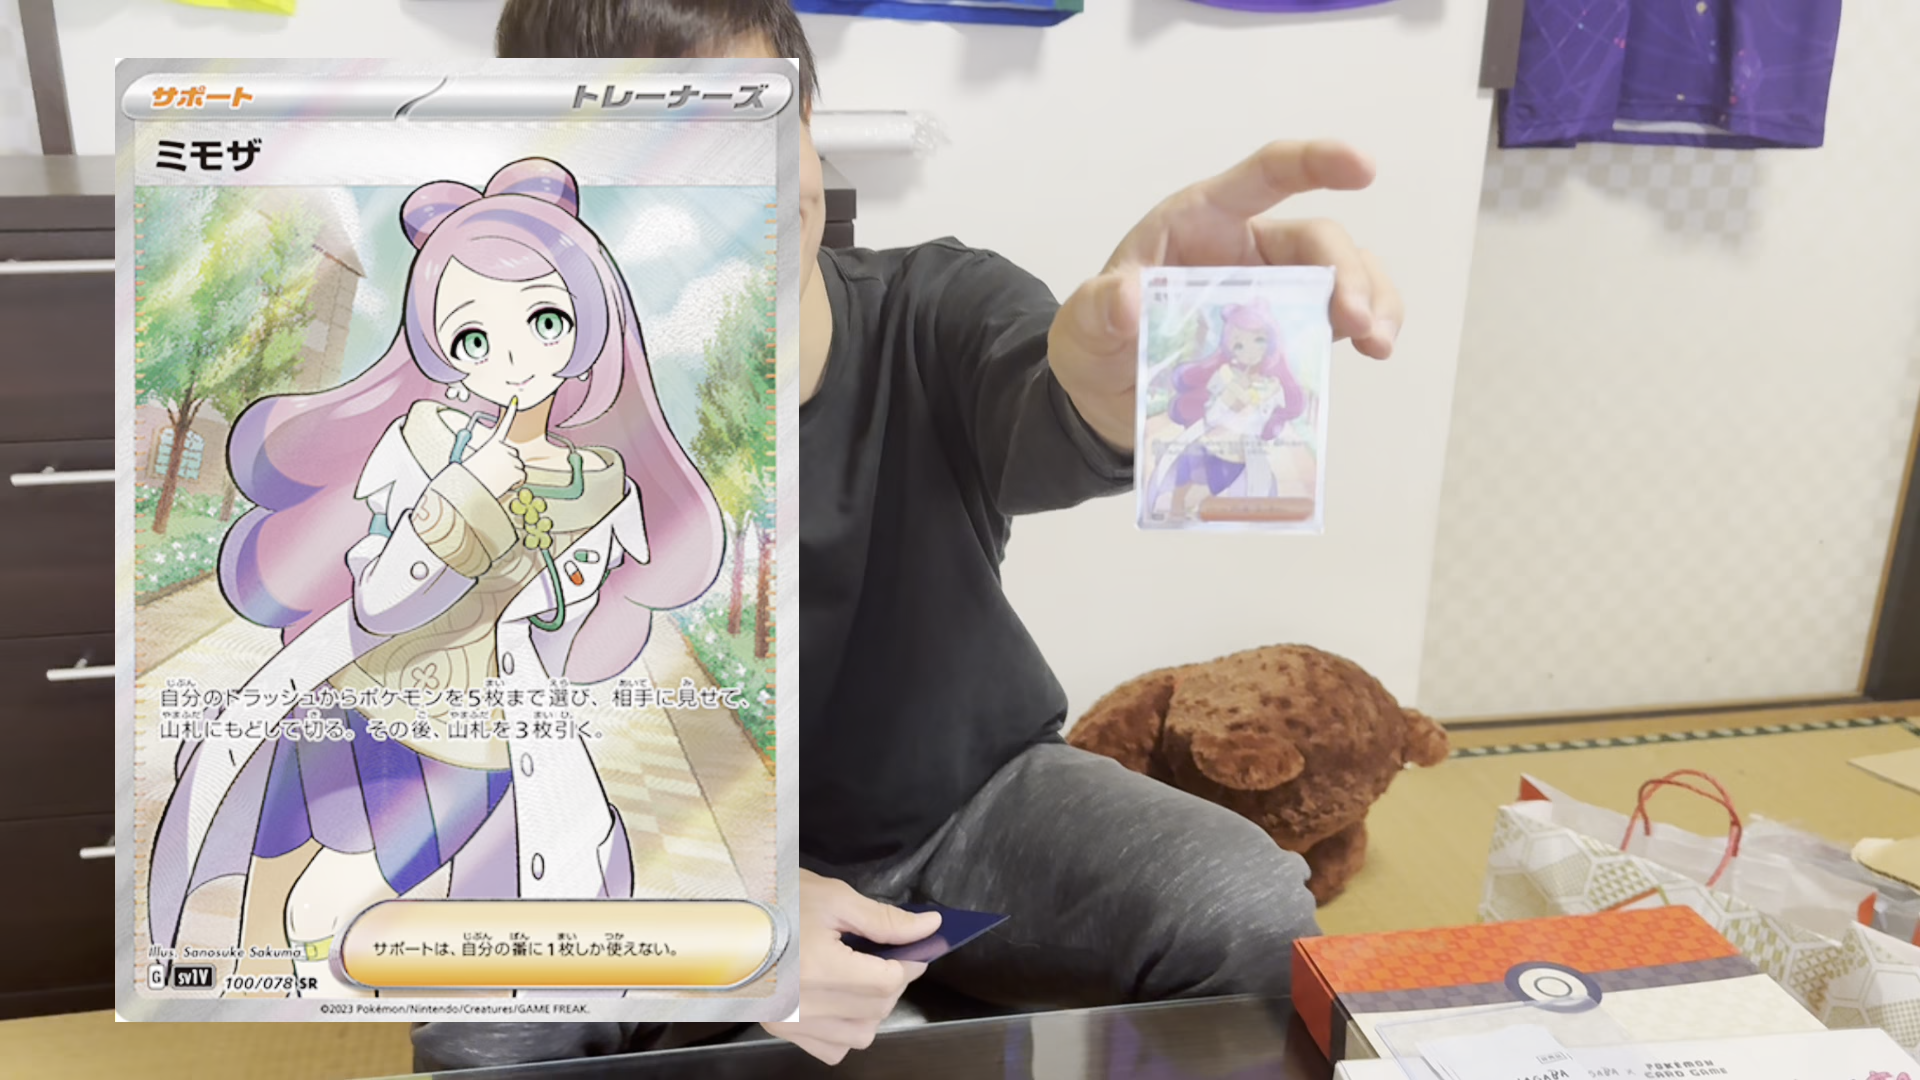 サポート
トレーナーズ
ミモザ
自分のトラッシュからポケモンを5枚まで選び、相手に見せて、
山札にもどして切る。その後、山札を3枚引く。
サポートは、自分の番に1枚しか使えない。
Illus. Sanosuke Sakuma
G sv1V 100/078 SR
©2023 Pokémon/Nintendo/Creatures/GAME FREAK.
POKÉMON
CARD GAME